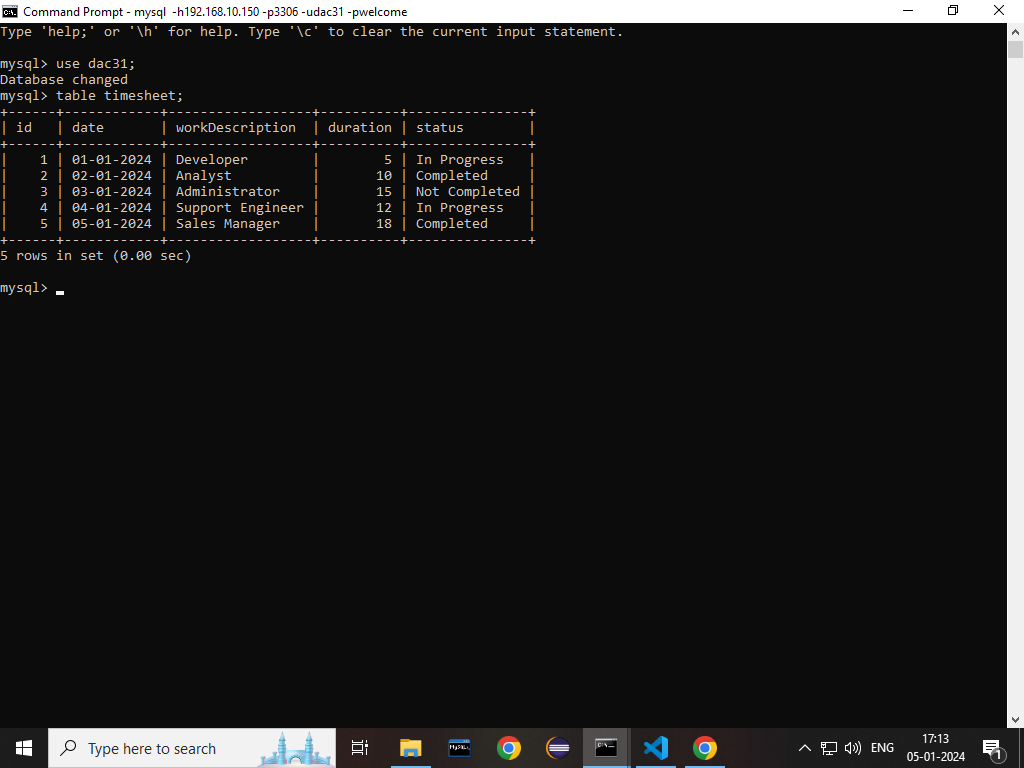 Command Prompt - mysql  -h192.168.10.150 -p3306 -udac31 -pwelcome
Type 'help;' or '\h' for help. Type '\c' to clear the current input statement.
mysql> use dac31;
Database changed
mysql> table timesheet;
+------+------------+------------------+----------+---------------+
| id   | date       | workDescription  | duration | status        |
+------+------------+------------------+----------+---------------+
|    1 | 01-01-2024 | Developer        |        5 | In Progress   |
|    2 | 02-01-2024 | Analyst          |       10 | Completed     |
|    3 | 03-01-2024 | Administrator    |       15 | Not Completed |
|    4 | 04-01-2024 | Support Engineer |       12 | In Progress   |
|    5 | 05-01-2024 | Sales Manager    |       18 | Completed     |
+------+------------+------------------+----------+---------------+
5 rows in set (0.00 sec)
mysql>
Type here to search
MySQL
ENG
17:13
05-01-2024
1